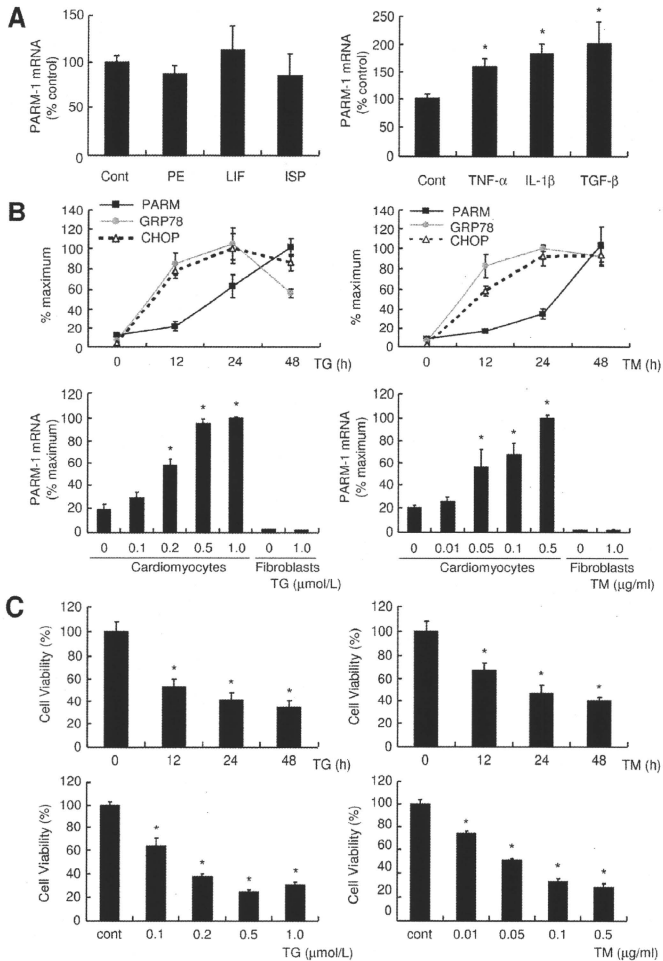 A
PARM-1 mRNA
(% control)
150
100
50
0
Cont PE LIF ISP
PARM-1 mRNA
(% control)
250
200
150
100
50
0
* * *
Cont TNF-α IL-1β TGF-β
B
PARM
GRP78
CHOP
% maximum
140
120
100
80
60
40
20
0
0 12 24 48 TG (h)
PARM
GRP78
CHOP
% maximum
140
120
100
80
60
40
20
0
0 12 24 48 TM (h)
PARM-1 mRNA
(% maximum)
120
100
80
60
40
20
0
* * *
0 0.1 0.2 0.5 1.0 0 1.0
Cardiomyocytes Fibroblasts
TG (μmol/L)
PARM-1 mRNA
(% maximum)
120
100
80
60
40
20
0
* * *
0 0.01 0.05 0.1 0.5 0 1.0
Cardiomyocytes Fibroblasts
TM (μg/ml)
C
Cell Viability (%)
120
100
80
60
40
20
0
* * *
0 12 24 48 TG (h)
Cell Viability (%)
120
100
80
60
40
20
0
* * *
0 12 24 48 TM (h)
Cell Viability (%)
120
100
80
60
40
20
0
* * * *
cont 0.1 0.2 0.5 1.0
TG (μmol/L)
Cell Viability (%)
120
100
80
60
40
20
0
* * * *
cont 0.01 0.05 0.1 0.5
TM (μg/ml)